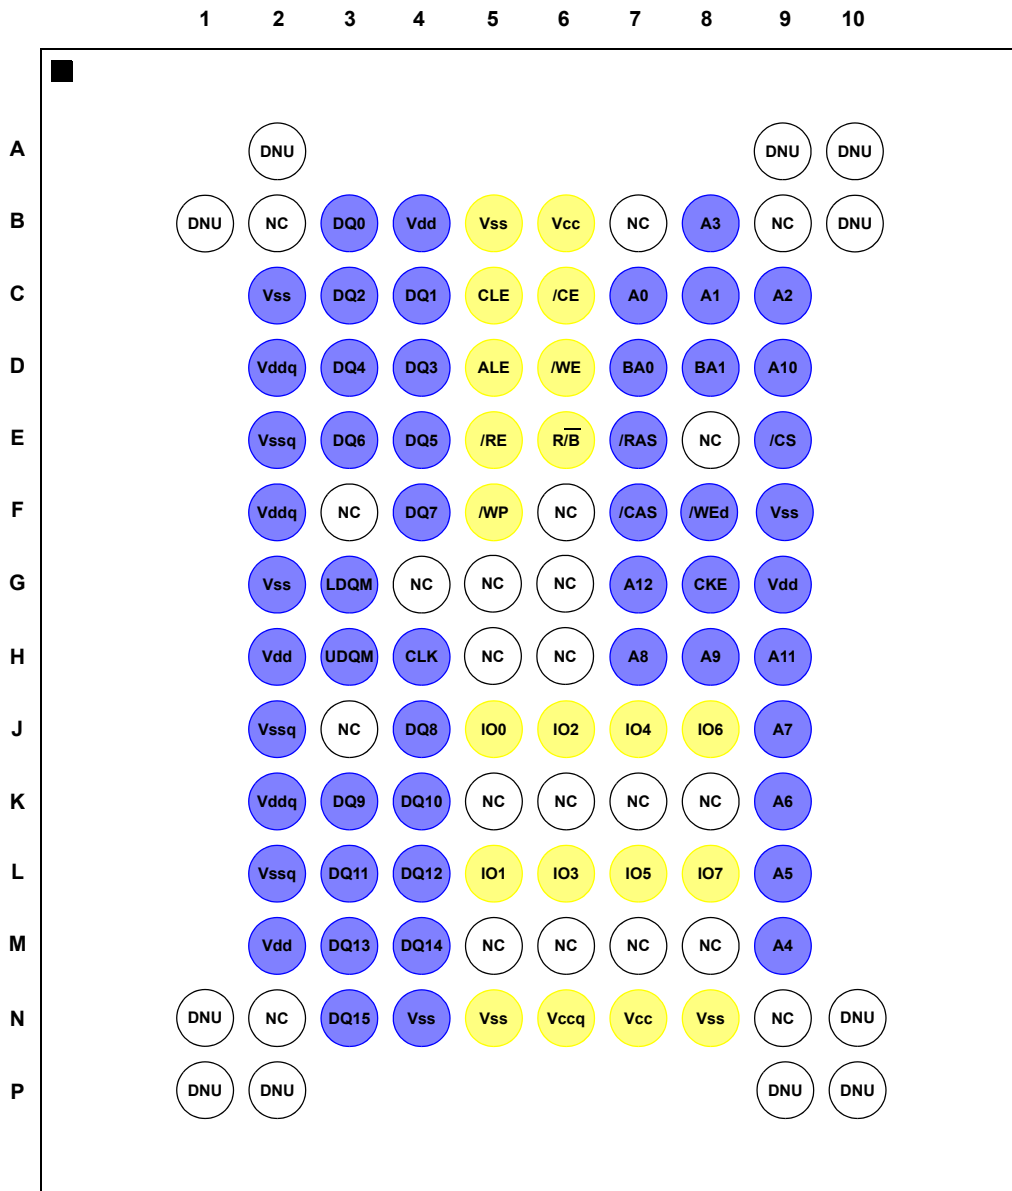 1 2 3 4 5 6 7 8 9 10
A DNU DNU DNU
B DNU NC DQ0 Vdd Vss Vcc NC A3 NC DNU
C Vss DQ2 DQ1 CLE /CE A0 A1 A2
D Vddq DQ4 DQ3 ALE /WE BA0 BA1 A10
E Vssq DQ6 DQ5 /RE R/B̅ /RAS NC /CS
F Vddq NC DQ7 /WP NC /CAS /WEd Vss
G Vss LDQM NC NC NC A12 CKE Vdd
H Vdd UDQM CLK NC NC A8 A9 A11
J Vssq NC DQ8 IO0 IO2 IO4 IO6 A7
K Vddq DQ9 DQ10 NC NC NC NC A6
L Vssq DQ11 DQ12 IO1 IO3 IO5 IO7 A5
M Vdd DQ13 DQ14 NC NC NC NC A4
N DNU NC DQ15 Vss Vss Vccq Vcc Vss NC DNU
P DNU DNU DNU DNU